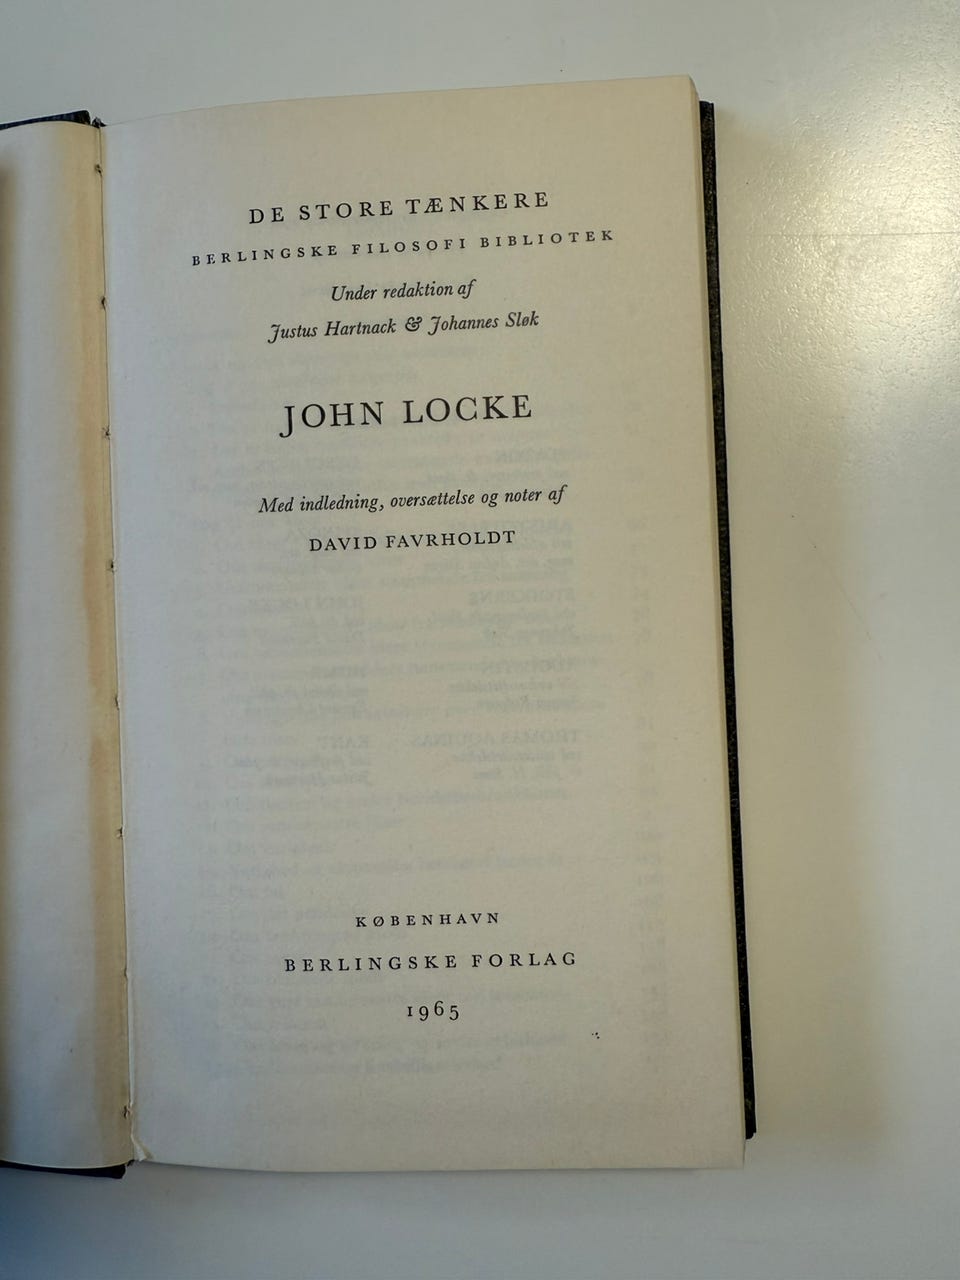 DE STORE TÆNKERE
BERLINGSKE FILOSOFI BIBLIOTEK
Under redaktion af
Justus Hartnack & Johannes Sløk
JOHN LOCKE
Med indledning, oversættelse og noter af
DAVID FAVRHOLDT
KØBENHAVN
BERLINGSKE FORLAG
1965